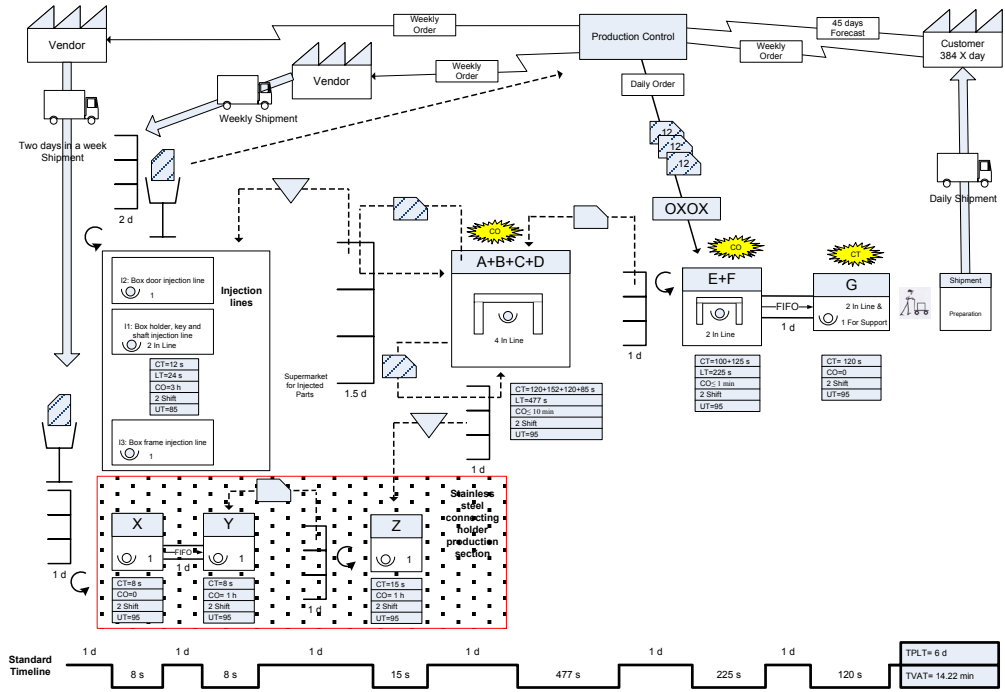 Vendor
Weekly
Order
Production Control
45 days
Forecast
Weekly
Order
Customer
384 X day
Vendor
Weekly
Order
Daily Order
Weekly Shipment
Two days in a week
Shipment
2 d
12
12
12
OXOX
Daily Shipment
Injection
lines
I2: Box door injection line
1
I1: Box holder, key and
shaft injection line
2 In Line
CT=12 s
LT=24 s
CO=3 h
2 Shift
UT=85
I3: Box frame injection line
1
Supermarket
for Injected
Parts
1.5 d
CO
A+B+C+D
4 In Line
CT=120+152+120+85 s
LT=477 s
CO≤ 10 min
2 Shift
UT=95
1 d
1 d
CO
E+F
2 In Line
CT=100+125 s
LT=225 s
CO≤ 1 min
2 Shift
UT=95
FIFO
1 d
CT
G
2 In Line &
1 For Support
CT= 120 s
CO=0
2 Shift
UT=95
Shipment
Preparation
1 d
Stainless
steel
connecting
holder
production
section
X
1
CT=8 s
CO=0
2 Shift
UT=95
FIFO
1 d
Y
1
CT=8 s
CO= 1 h
2 Shift
UT=95
1 d
Z
1
CT=15 s
CO= 1 h
2 Shift
UT=95
Standard
Timeline
1 d
8 s
1 d
8 s
1 d
15 s
1 d
477 s
1 d
225 s
1 d
120 s
TPLT= 6 d
TVAT= 14.22 min